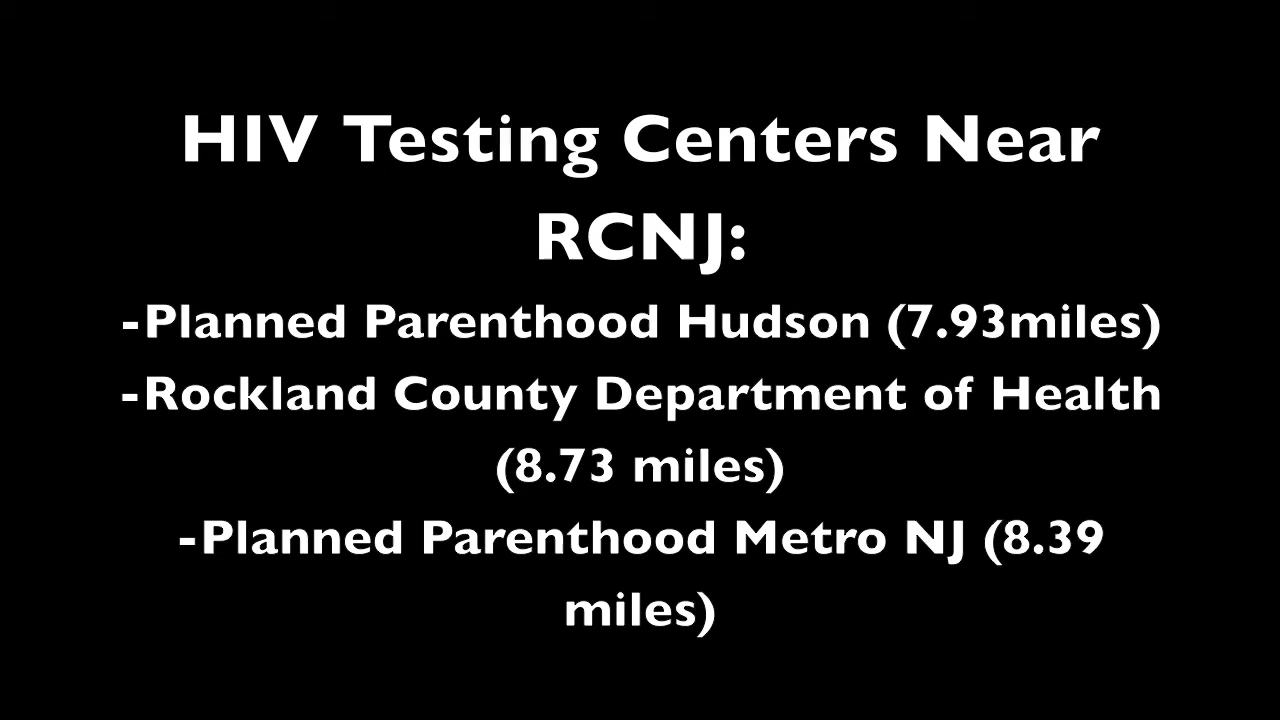 HIV Testing Centers Near
RCNJ:
-Planned Parenthood Hudson (7.93miles)
-Rockland County Department of Health
(8.73 miles)
-Planned Parenthood Metro NJ (8.39
miles)